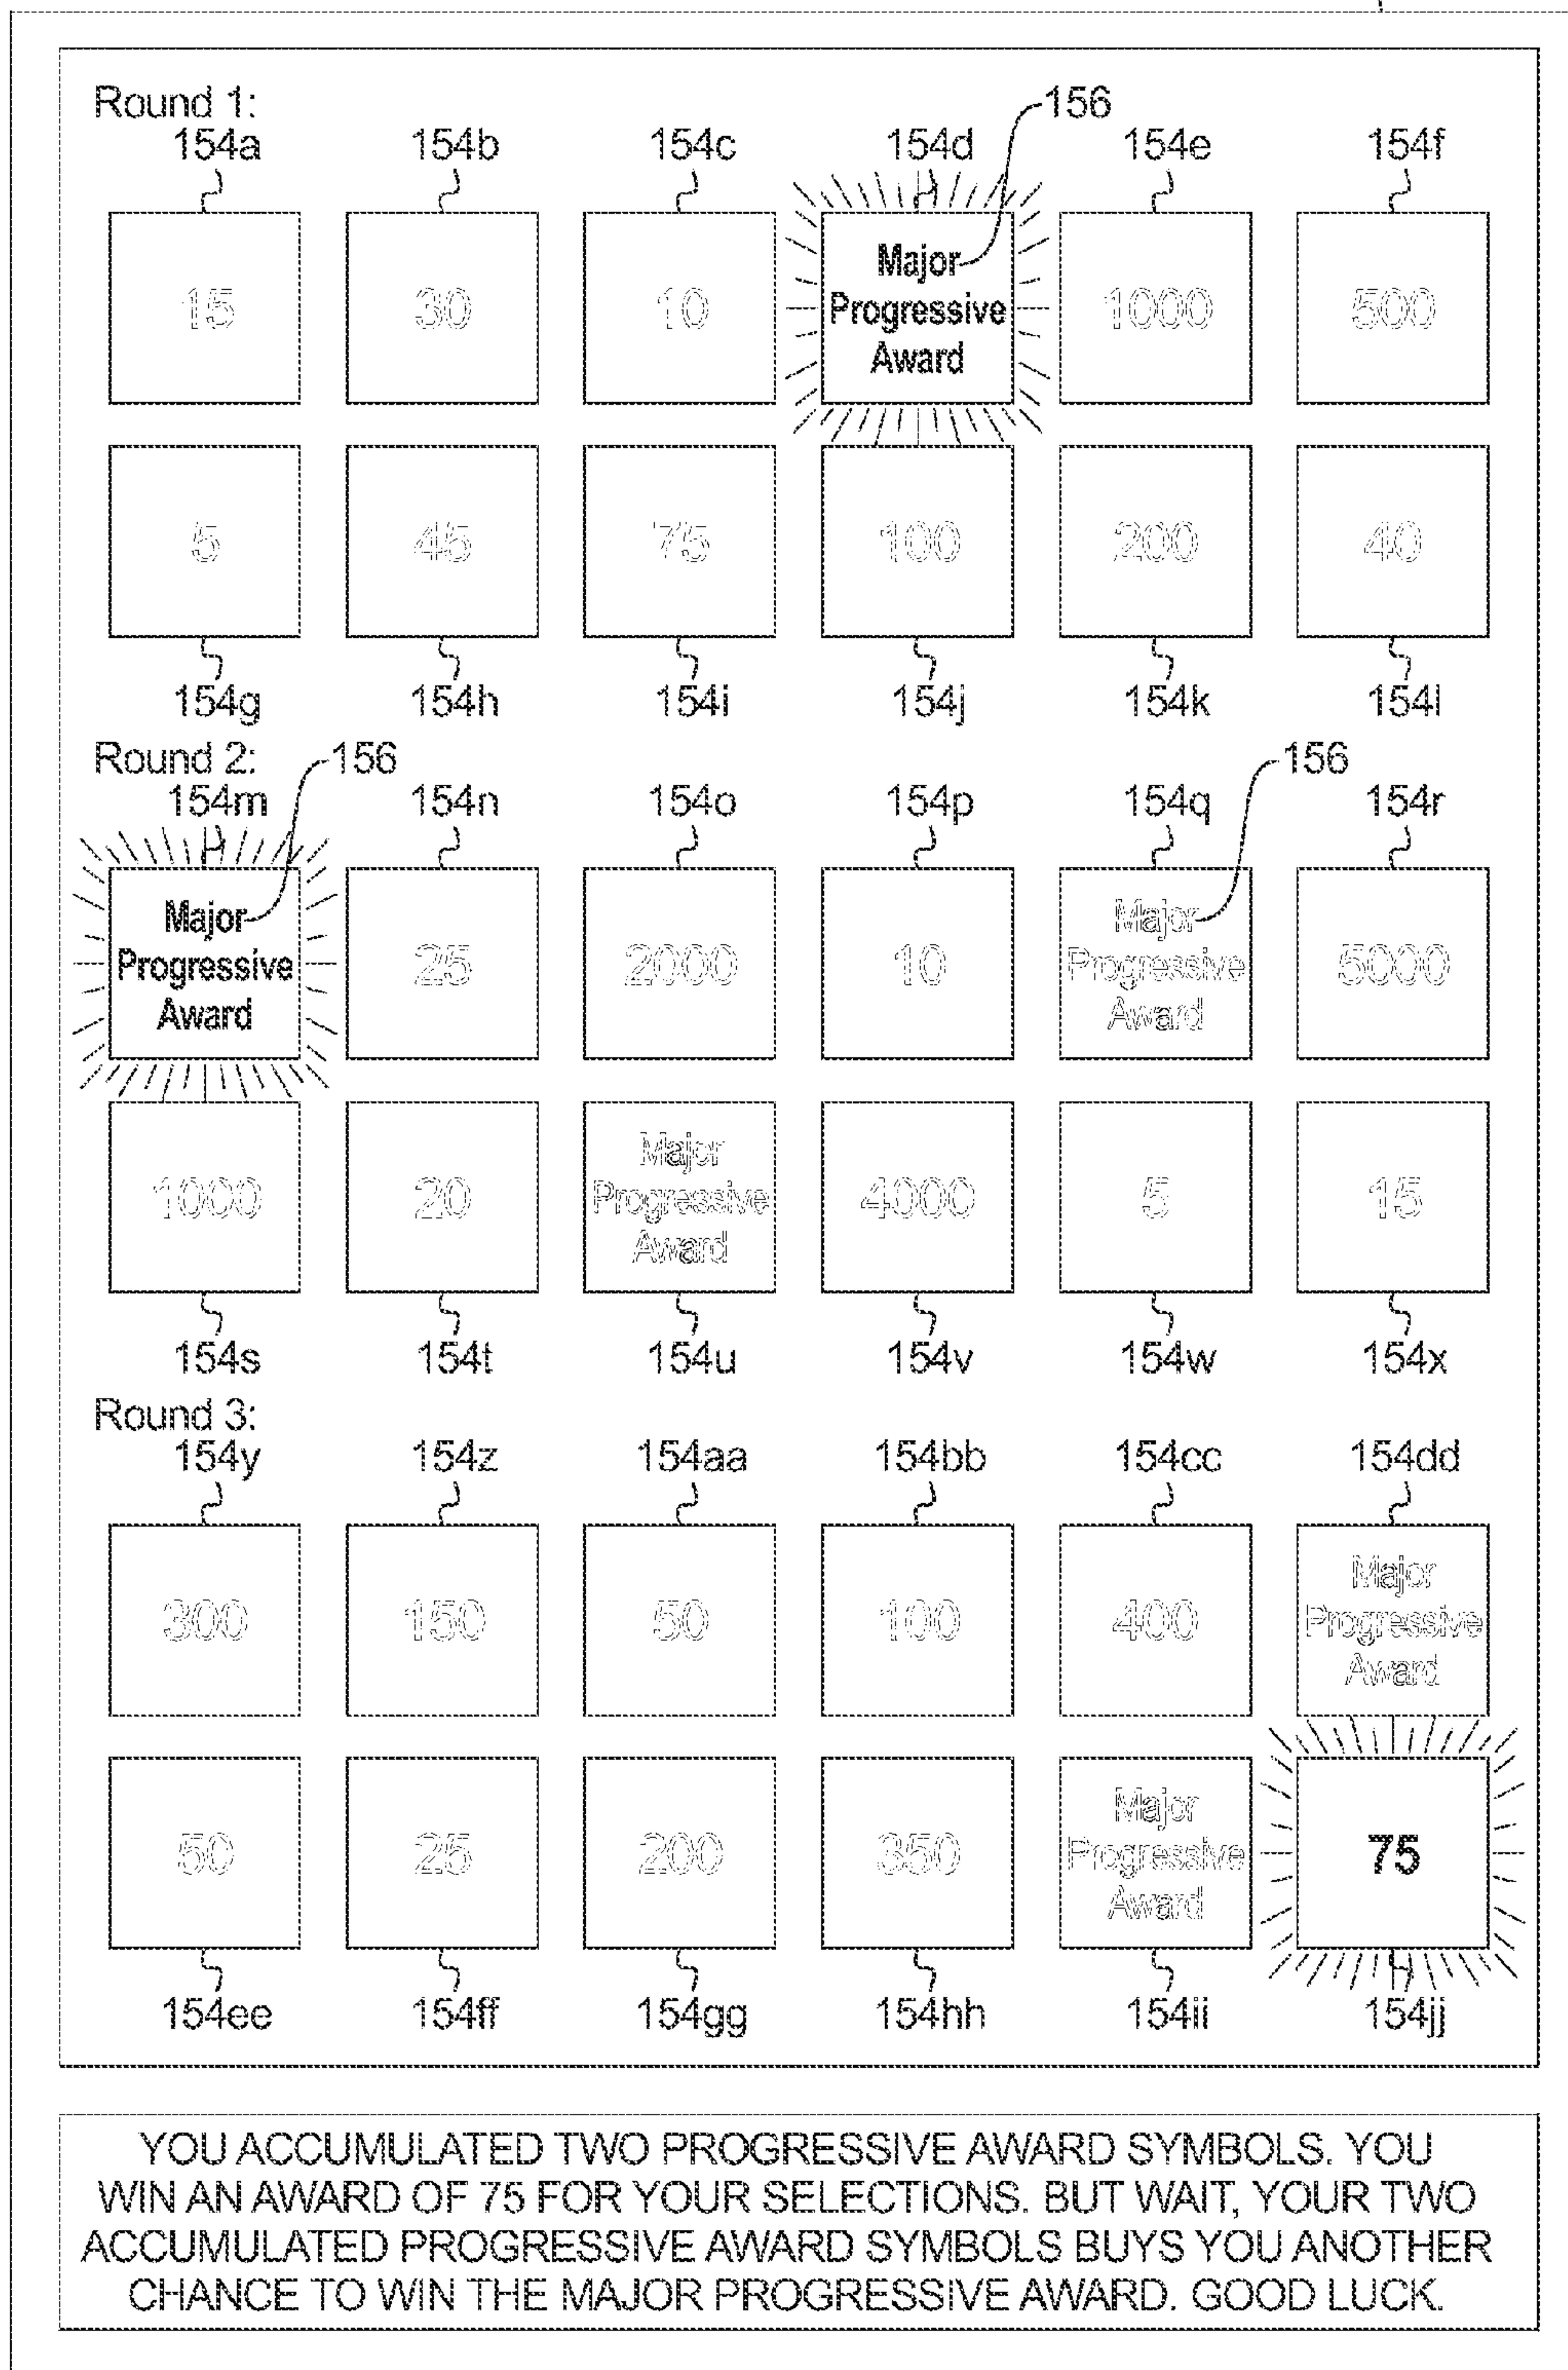 Round 1:
156
154a 154b 154c 154d 154e 154f
15 30 10 Major Progressive Award 1000 500
5 45 75 100 200 40
154g 154h 154i 154j 154k 154l
Round 2:
156 156
154m 154n 154o 154p 154q 154r
Major Progressive Award 25 2000 10 Major Progressive Award 5000
1000 20 Major Progressive Award 4000 5 15
154s 154t 154u 154v 154w 154x
Round 3:
154y 154z 154aa 154bb 154cc 154dd
300 150 50 100 400 Major Progressive Award
50 25 200 350 Major Progressive Award 75
154ee 154ff 154gg 154hh 154ii 154jj
YOU ACCUMULATED TWO PROGRESSIVE AWARD SYMBOLS. YOU
WIN AN AWARD OF 75 FOR YOUR SELECTIONS. BUT WAIT, YOUR TWO
ACCUMULATED PROGRESSIVE AWARD SYMBOLS BUYS YOU ANOTHER
CHANCE TO WIN THE MAJOR PROGRESSIVE AWARD. GOOD LUCK.